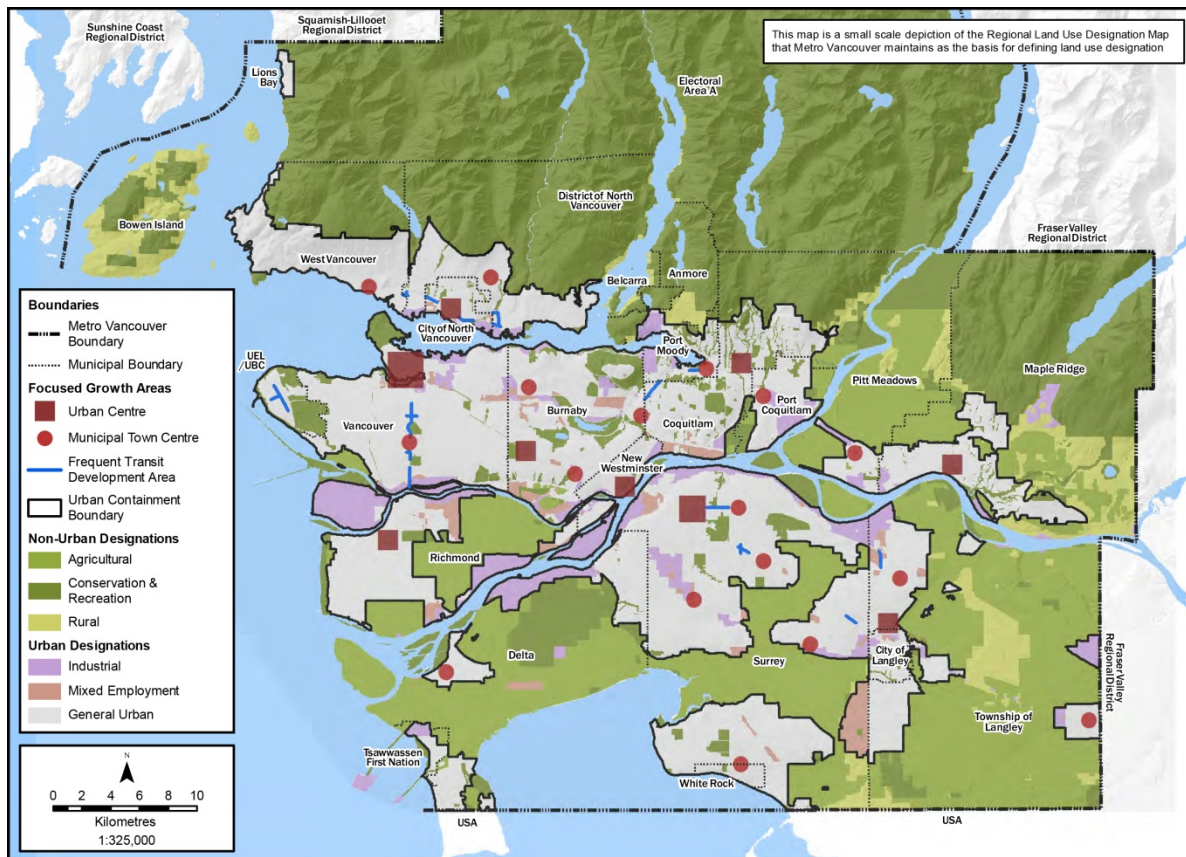 Sunshine Coast
Regional District
Squamish-Lillooet
Regional District
This map is a small scale depiction of the Regional Land Use Designation Map
that Metro Vancouver maintains as the basis for defining land use designation
Lions
Bay
Electoral
Area A
Bowen Island
District of North
Vancouver
Fraser Valley
Regional District
West Vancouver
Belcarra
Anmore
City of North
Vancouver
Port
Moody
UEL
/UBC
Pitt Meadows
Maple Ridge
Vancouver
Burnaby
Coquitlam
Port
Coquitlam
New
Westminster
Richmond
Delta
Surrey
City of
Langley
Fraser Valley
Regional District
Township of
Langley
Tsawwassen
First Nation
White Rock
USA
USA
Boundaries
Metro Vancouver
Boundary
Municipal Boundary
Focused Growth Areas
Urban Centre
Municipal Town Centre
Frequent Transit
Development Area
Urban Containment
Boundary
Non-Urban Designations
Agricultural
Conservation &
Recreation
Rural
Urban Designations
Industrial
Mixed Employment
General Urban
N
0 2 4 6 8 10
Kilometres
1:325,000